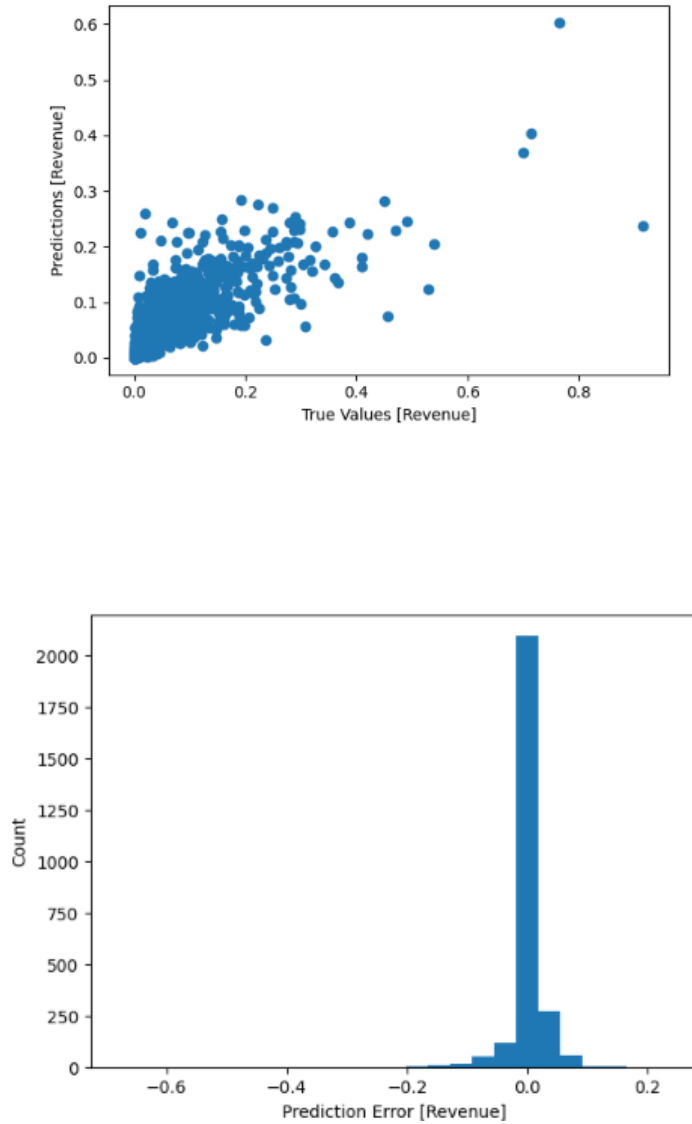 0.6
0.5
0.4
0.3
0.2
0.1
0.0
Predictions [Revenue]
0.0 0.2 0.4 0.6 0.8
True Values [Revenue]
2000
1750
1500
1250
1000
750
500
250
0
Count
−0.6 −0.4 −0.2 0.0 0.2
Prediction Error [Revenue]